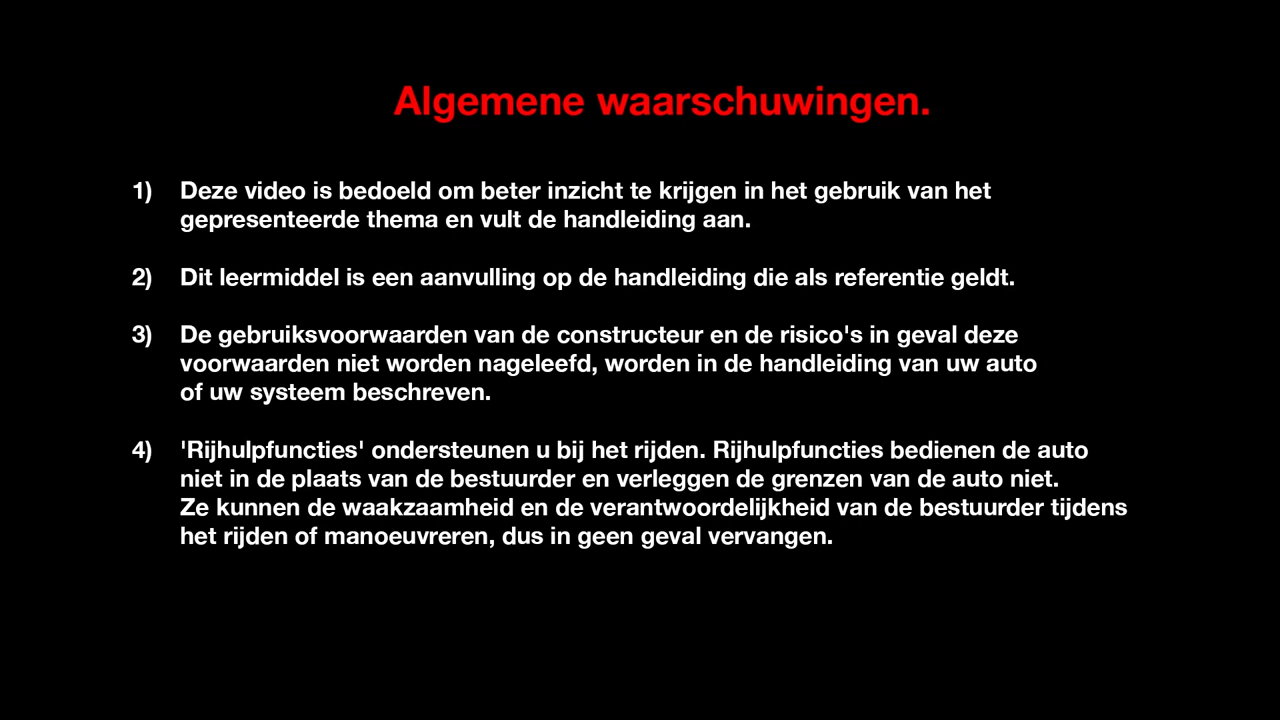 Algemene waarschuwingen.
1) Deze video is bedoeld om beter inzicht te krijgen in het gebruik van het
gepresenteerde thema en vult de handleiding aan.
2) Dit leermiddel is een aanvulling op de handleiding die als referentie geldt.
3) De gebruiksvoorwaarden van de constructeur en de risico's in geval deze
voorwaarden niet worden nageleefd, worden in de handleiding van uw auto
of uw systeem beschreven.
4) 'Rijhulpfuncties' ondersteunen u bij het rijden. Rijhulpfuncties bedienen de auto
niet in de plaats van de bestuurder en verleggen de grenzen van de auto niet.
Ze kunnen de waakzaamheid en de verantwoordelijkheid van de bestuurder tijdens
het rijden of manoeuvreren, dus in geen geval vervangen.